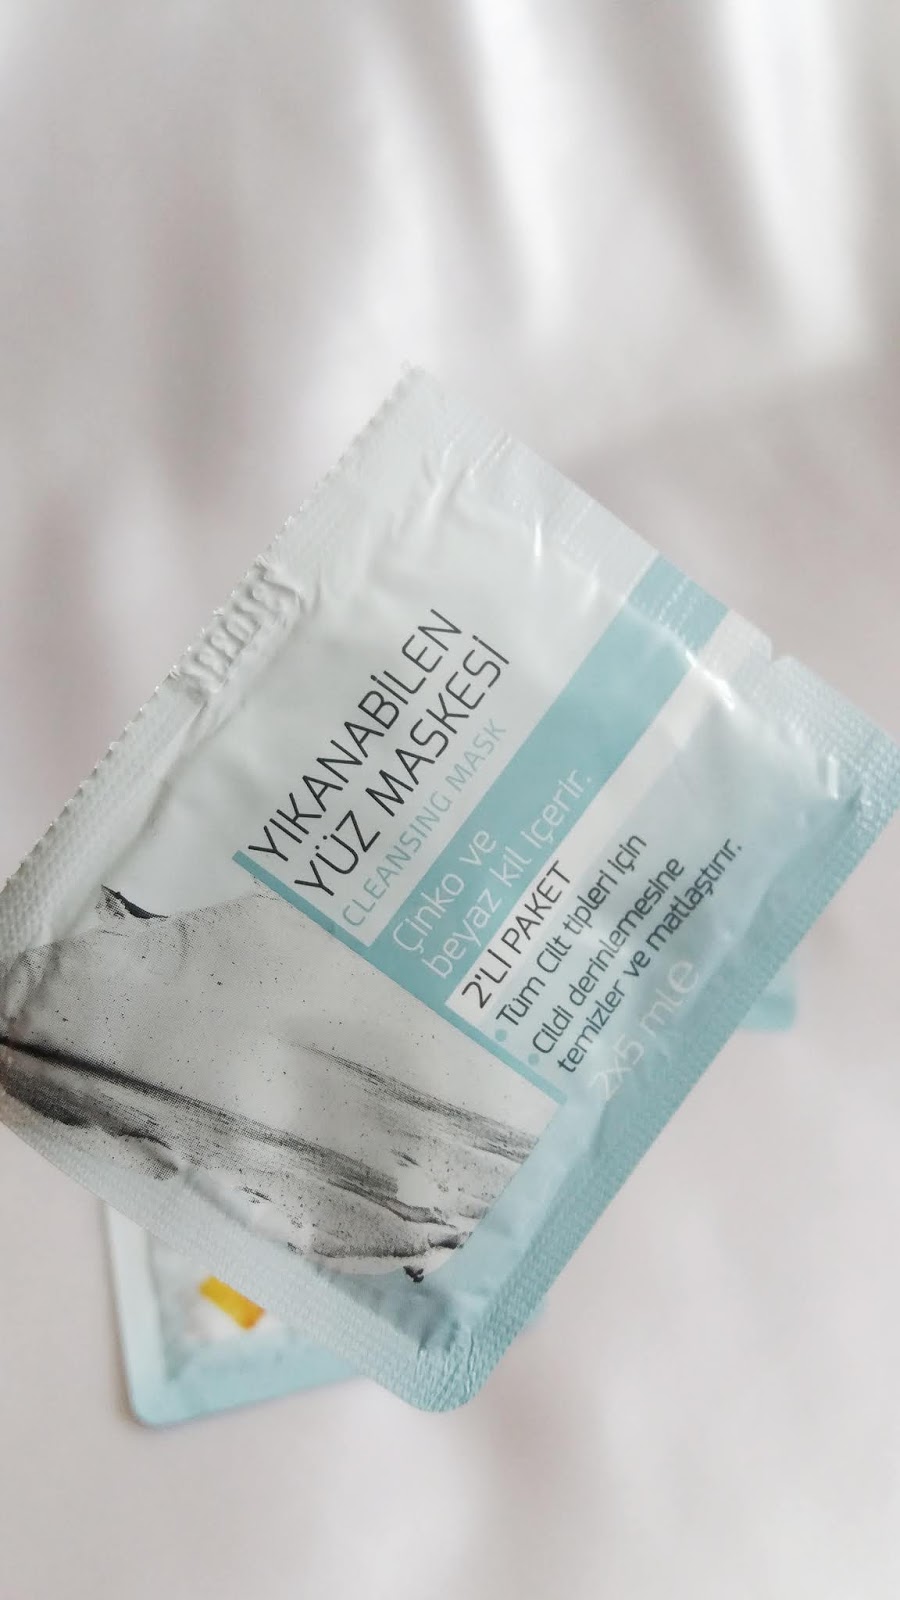 YIKANABİLEN
YÜZ MASKESİ
CLEANSING MASK
Çinko ve
beyaz kil içerir.
2'Lİ PAKET
• Tüm Cilt tipleri için
• Cildi derinlemesine
temizler ve matlaştırır.
2x5 ml e